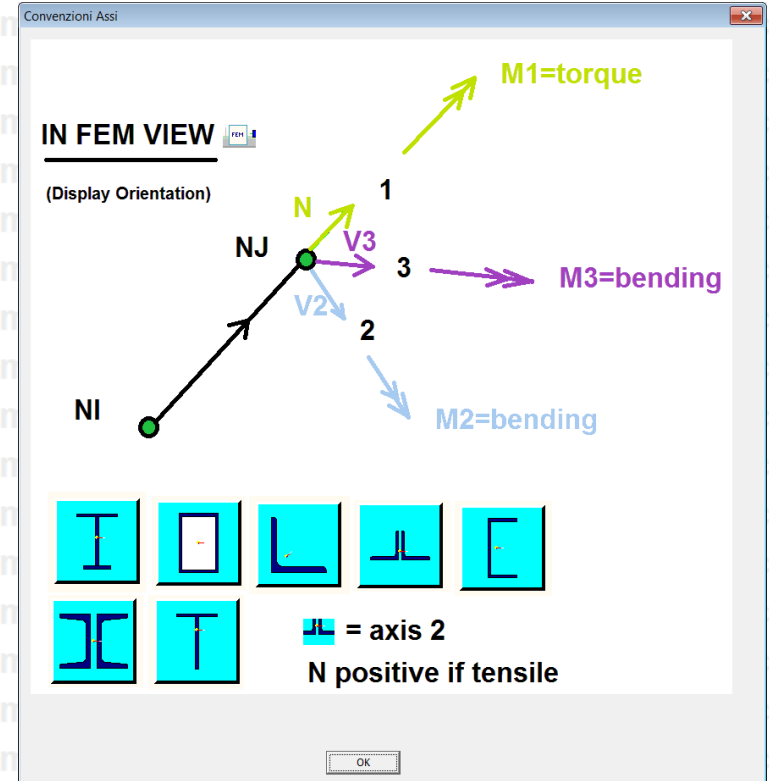 Convenzioni Assi
M1=torque
IN FEM VIEW
FEM
(Display Orientation)
1
N
NJ
V3
3
M3=bending
V2
2
NI
M2=bending
= axis 2
N positive if tensile
OK